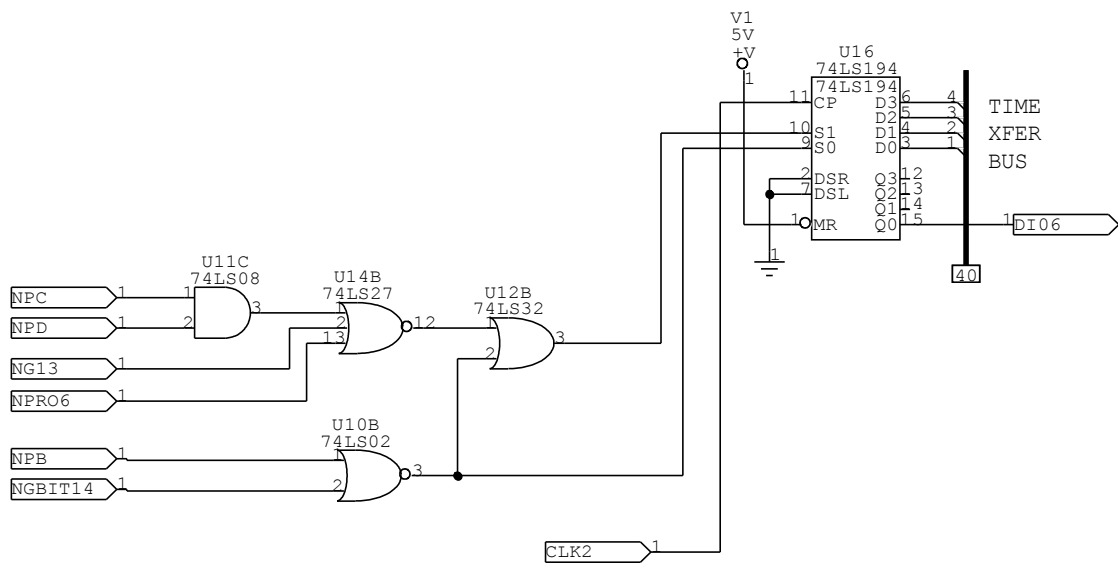 V1
5V
+V
1
U16
74LS194
74LS194
11 CP D3 6 4
D2 5 3
10 S1 D1 4 2
9 S0 D0 3 1
TIME
XFER
BUS
2 DSR Q3 12
7 DSL Q2 13
Q1 14
1 MR Q0 15
1 DI06
1
40
U11C
74LS08
NPC 1 1
3
NPD 1 2
NG13 1
NPRO6 1
U14B
74LS27
1
2
13
12
U12B
74LS32
1
2
3
U10B
74LS02
NPB 1 1
3
NGBIT14 1 2
CLK2 1